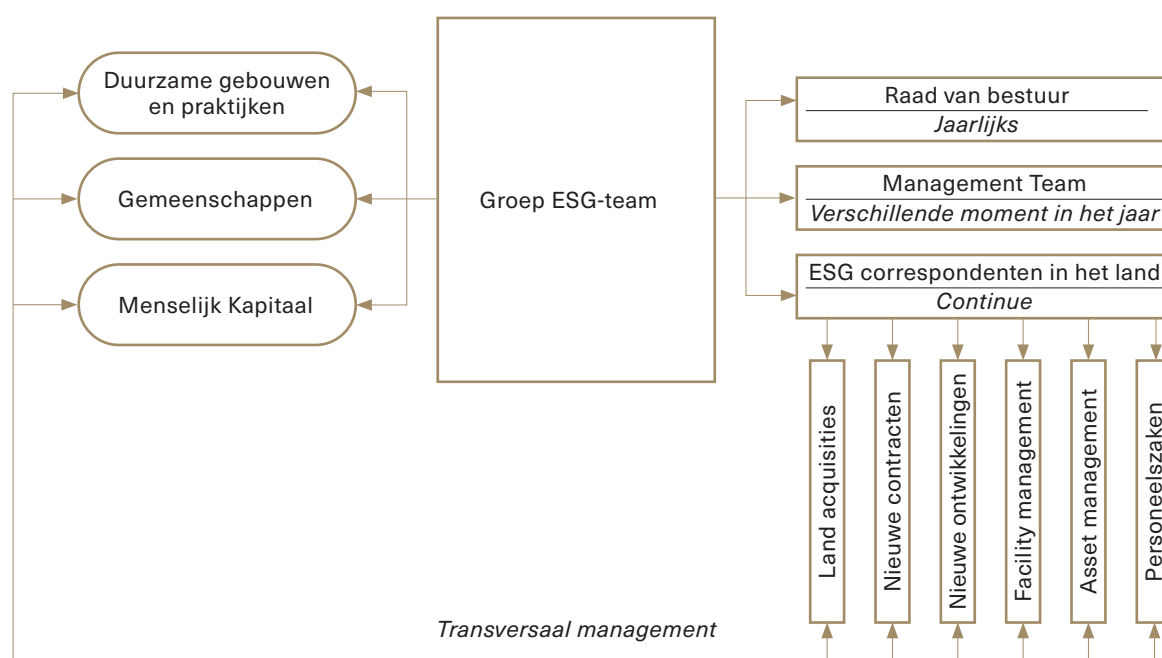 Duurzame gebouwen
en praktijken
Gemeenschappen
Menselijk Kapitaal
Groep ESG-team
Raad van bestuur
Jaarlijks
Management Team
Verschillende moment in het jaar
ESG correspondenten in het land
Continue
Land acquisities
Nieuwe contracten
Nieuwe ontwikkelingen
Facility management
Asset management
Personeelszaken
Transversaal management